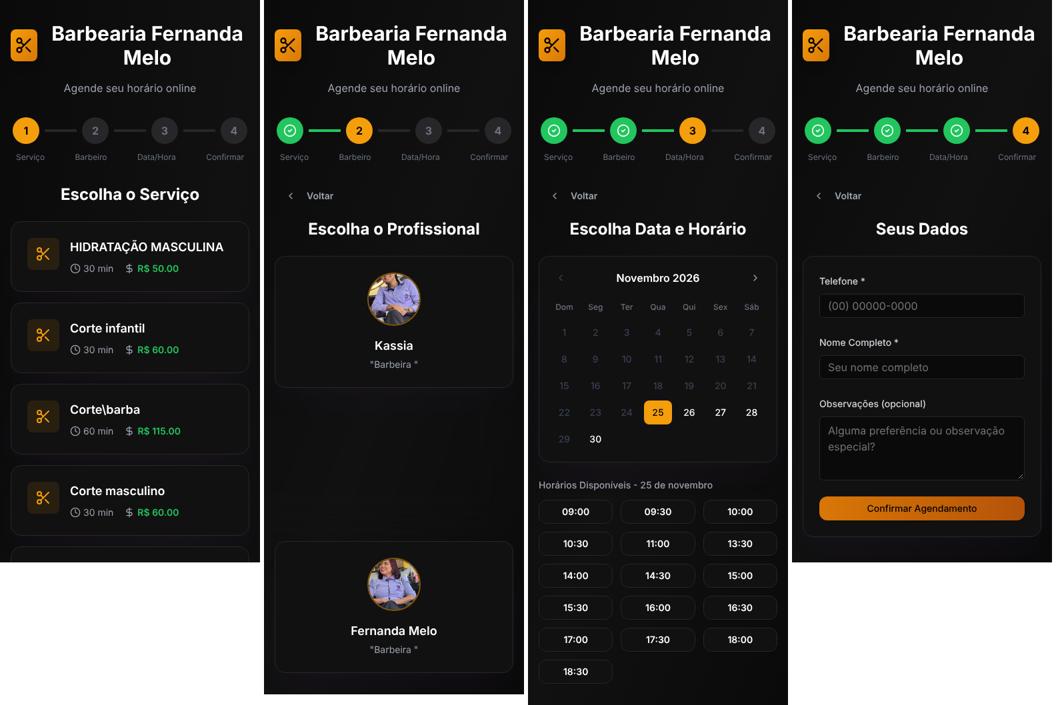 Barbearia Fernanda
Melo
Agende seu horário online
1 2 3 4
Serviço Barbeiro Data/Hora Confirmar
Escolha o Serviço
HIDRATAÇÃO MASCULINA
30 min $ R$ 50.00
Corte infantil
30 min $ R$ 60.00
Corte\barba
60 min $ R$ 115.00
Corte masculino
30 min $ R$ 60.00
Barbearia Fernanda
Melo
Agende seu horário online
2 3 4
Serviço Barbeiro Data/Hora Confirmar
Voltar
Escolha o Profissional
Kassia
"Barbeira "
Fernanda Melo
"Barbeira "
Barbearia Fernanda
Melo
Agende seu horário online
3 4
Serviço Barbeiro Data/Hora Confirmar
Voltar
Escolha Data e Horário
Novembro 2026
Dom Seg Ter Qua Qui Sex Sáb
1 2 3 4 5 6 7
8 9 10 11 12 13 14
15 16 17 18 19 20 21
22 23 24 25 26 27 28
29 30
Horários Disponíveis - 25 de novembro
09:00 09:30 10:00
10:30 11:00 13:30
14:00 14:30 15:00
15:30 16:00 16:30
17:00 17:30 18:00
18:30
Barbearia Fernanda
Melo
Agende seu horário online
4
Serviço Barbeiro Data/Hora Confirmar
Voltar
Seus Dados
Telefone *
(00) 00000-0000
Nome Completo *
Seu nome completo
Observações (opcional)
Alguma preferência ou observação
especial?
Confirmar Agendamento